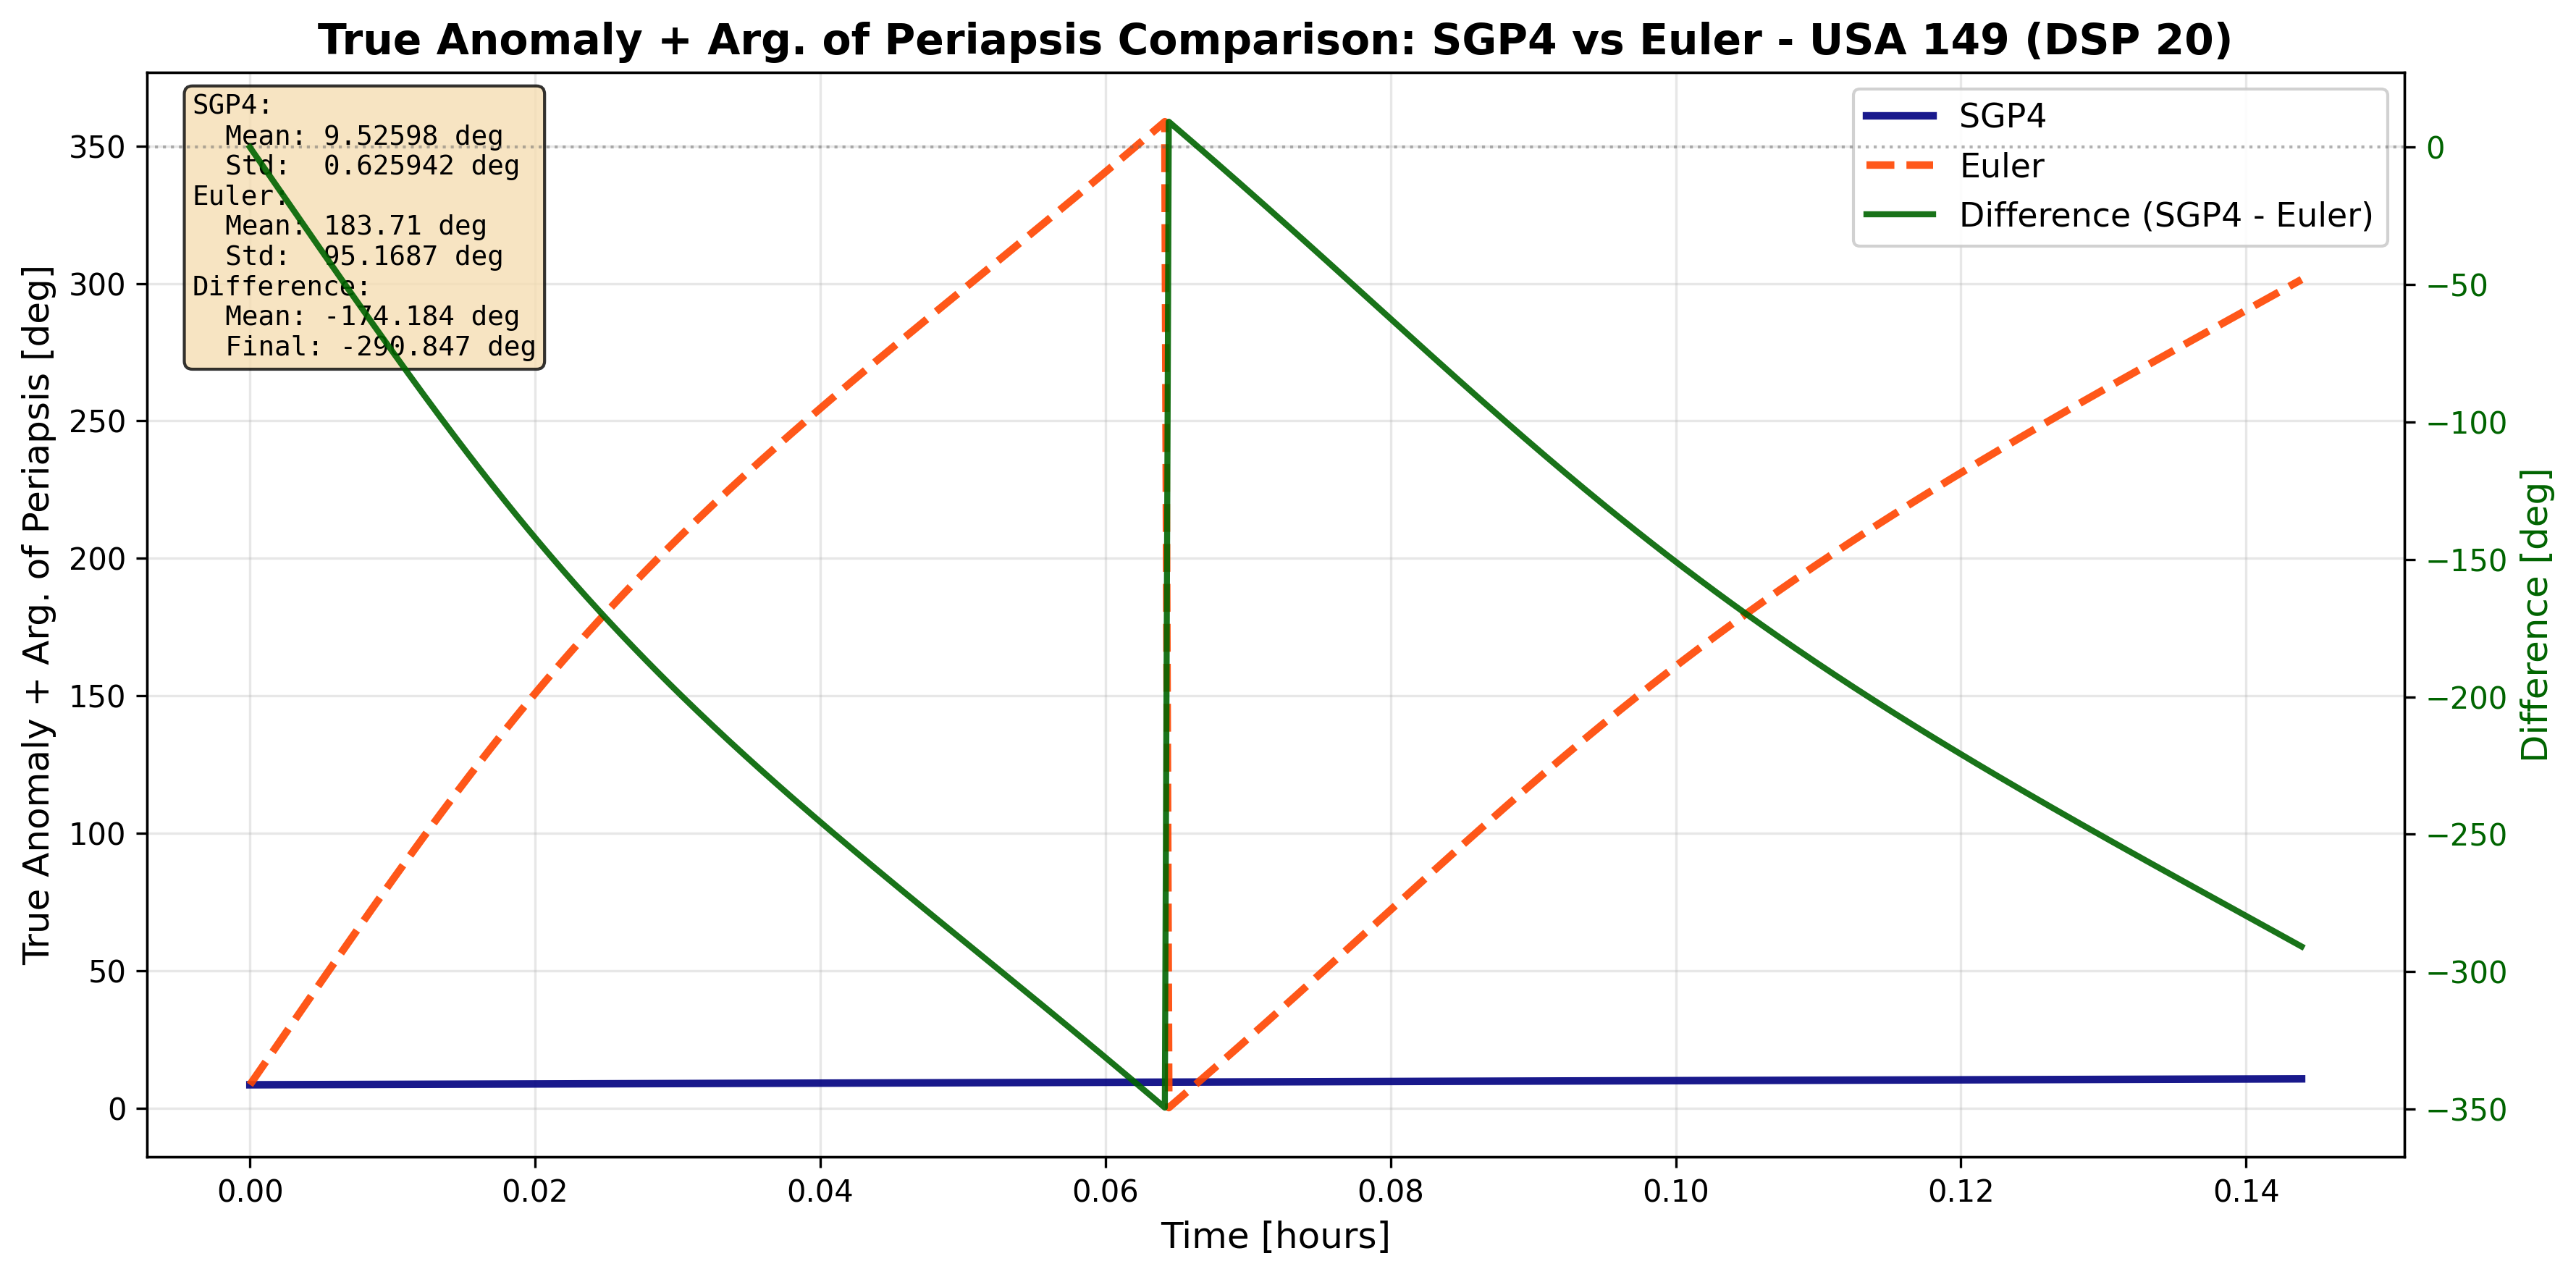 True Anomaly + Arg. of Periapsis Comparison: SGP4 vs Euler - USA 149 (DSP 20)
SGP4:
Mean: 9.52598 deg
Std: 0.625942 deg
Euler:
Mean: 183.71 deg
Std: 95.1687 deg
Difference:
Mean: -174.184 deg
Final: -290.847 deg
SGP4
Euler
Difference (SGP4 - Euler)
True Anomaly + Arg. of Periapsis [deg]
350
300
250
200
150
100
50
0
0
−50
−100
−150
−200
−250
−300
−350
Difference [deg]
0.00 0.02 0.04 0.06 0.08 0.10 0.12 0.14
Time [hours]